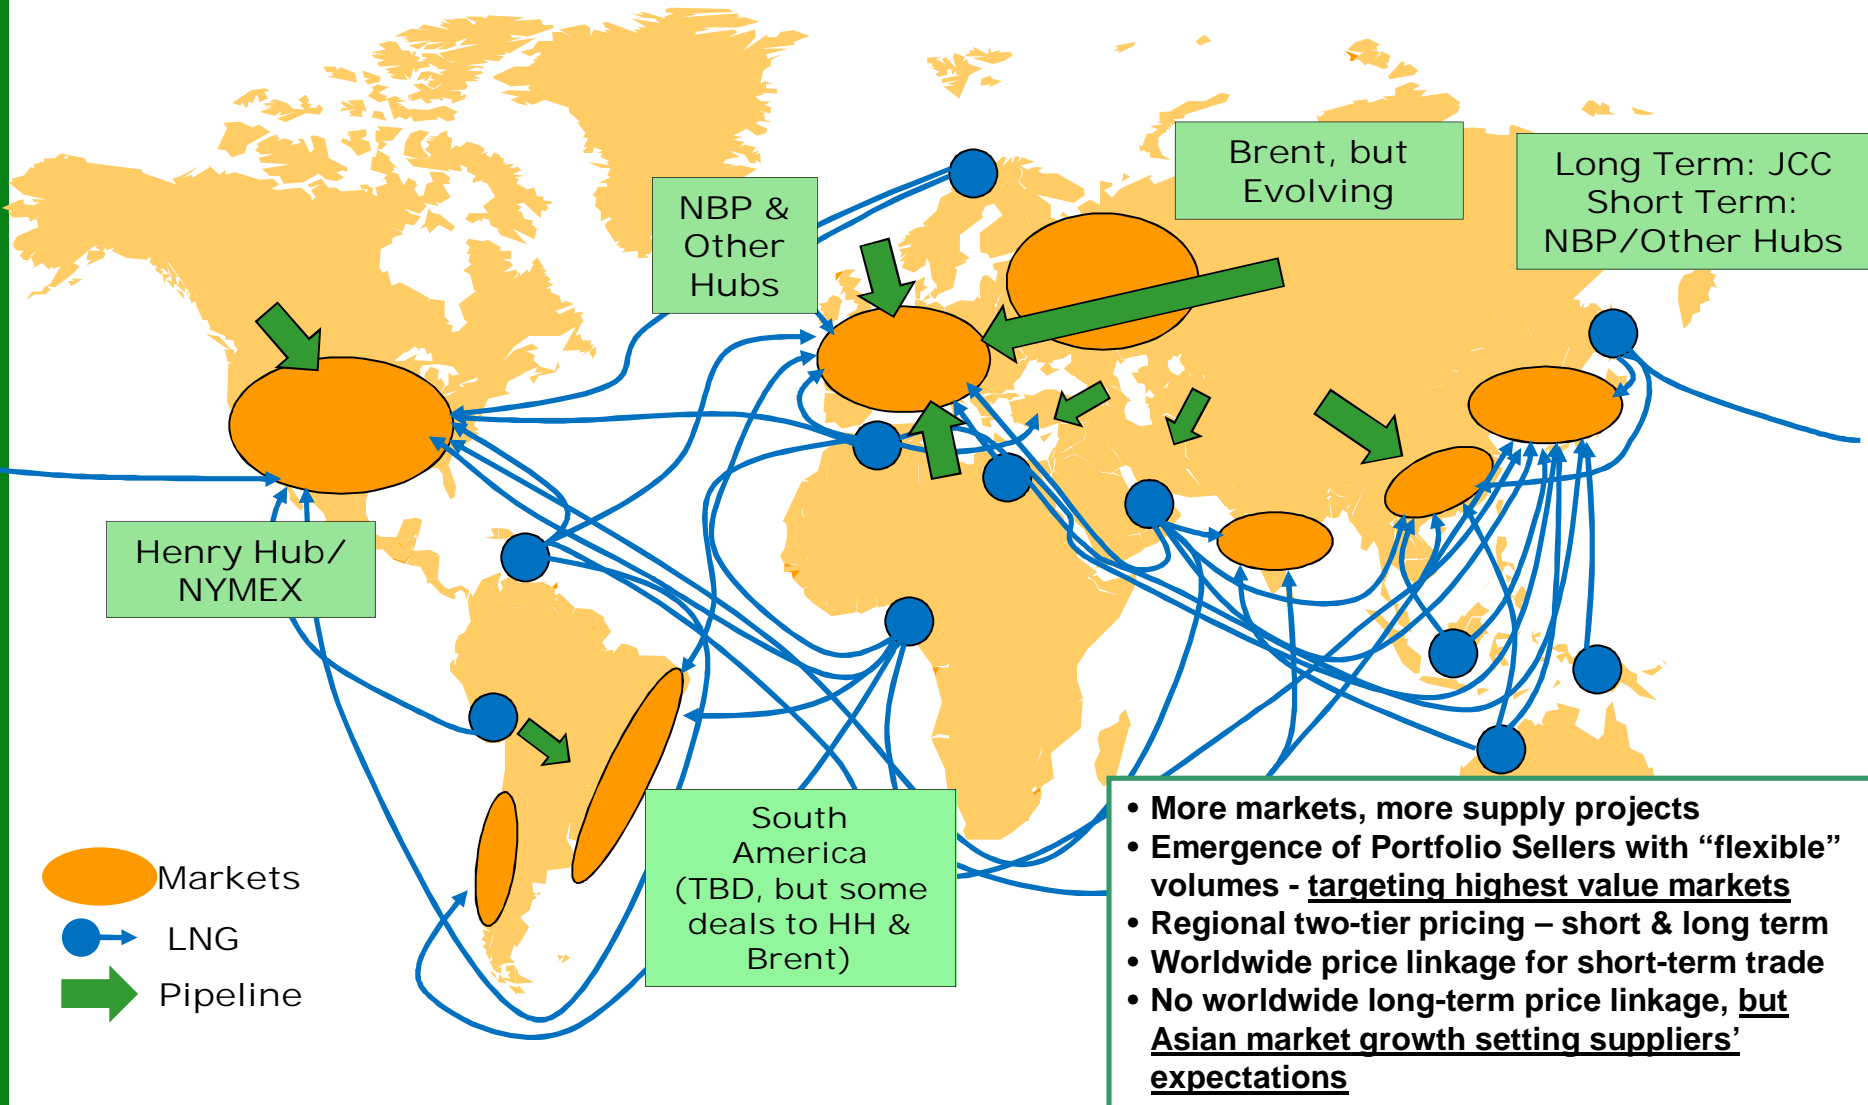 NBP &
Other
Hubs
Brent, but
Evolving
Long Term: JCC
Short Term:
NBP/Other Hubs
Henry Hub/
NYMEX
South
America
(TBD, but some
deals to HH &
Brent)
Markets
LNG
Pipeline
• More markets, more supply projects
• Emergence of Portfolio Sellers with “flexible”
volumes - targeting highest value markets
• Regional two-tier pricing – short & long term
• Worldwide price linkage for short-term trade
• No worldwide long-term price linkage, but
Asian market growth setting suppliers’
expectations